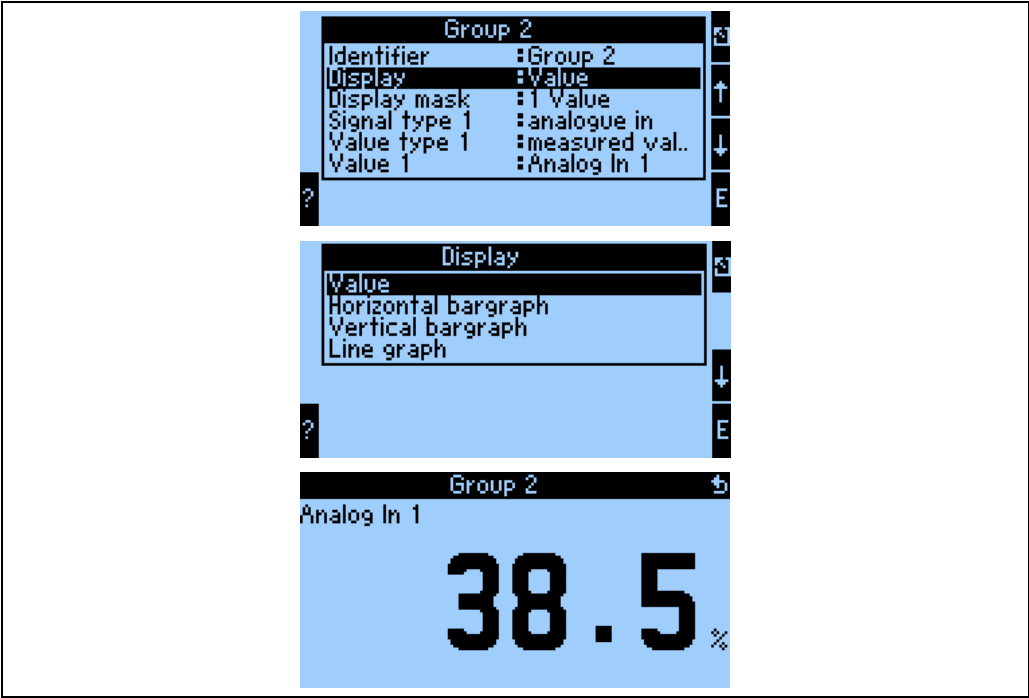 Group 2
Identifier :Group 2
Display :Value
Display mask :1 Value
Signal type 1 :analogue in
Value type 1 :measured val..
Value 1 :Analog In 1
? E
Display
Value
Horizontal bargraph
Vertical bargraph
Line graph
? E
Group 2
Analog In 1
38.5 %